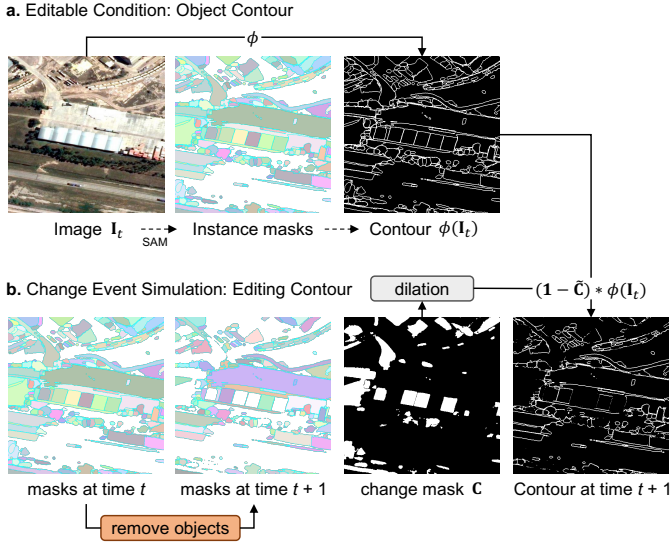 a. Editable Condition: Object Contour
ϕ
Image I_t
SAM
Instance masks
Contour ϕ(I_t)
b. Change Event Simulation: Editing Contour
dilation
(1 − C̃) * ϕ(I_t)
masks at time t
masks at time t + 1
change mask C
Contour at time t + 1
remove objects